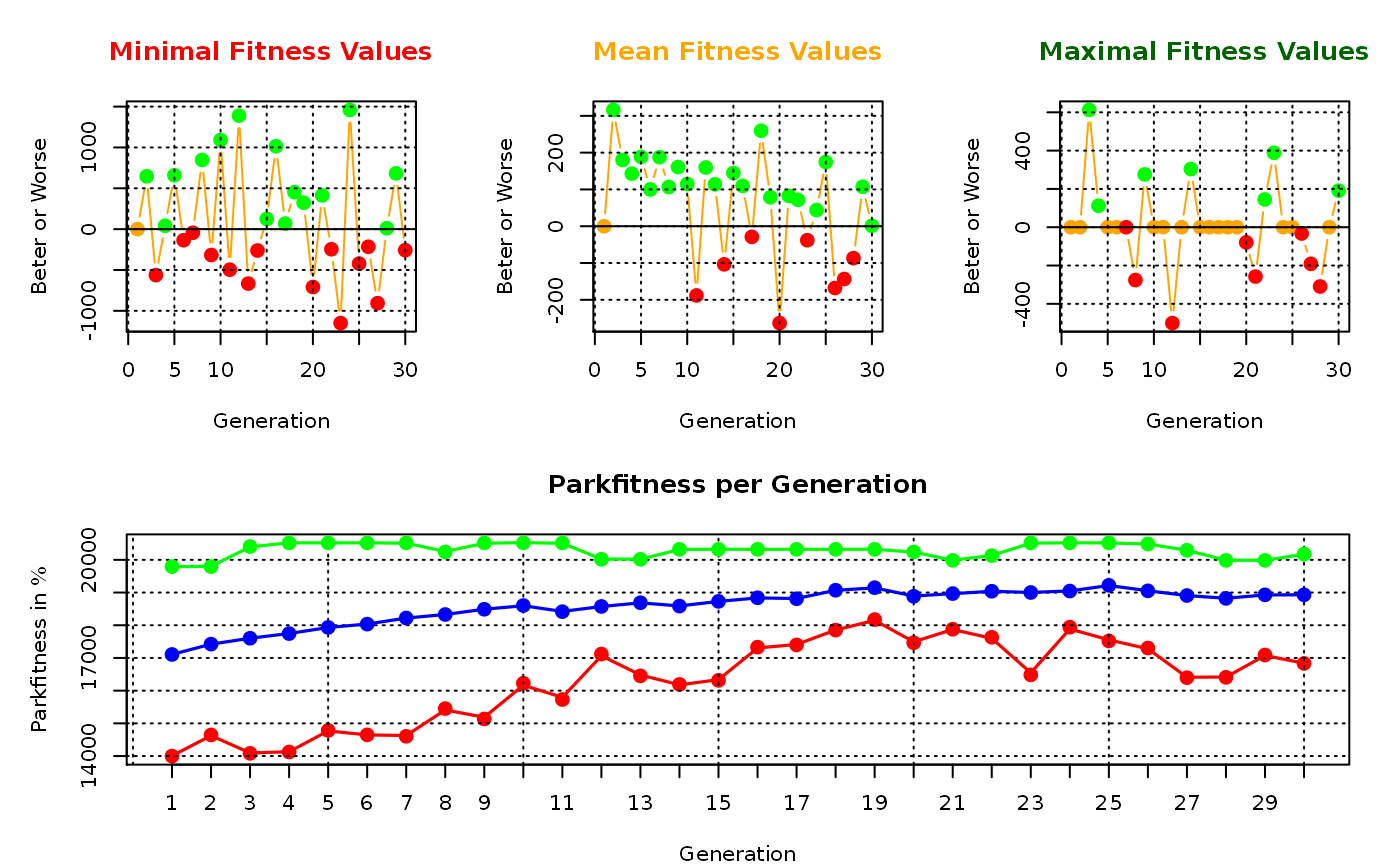 Minimal Fitness Values
Mean Fitness Values
Maximal Fitness Values
Beter or Worse
-1000
0
1000
0 5 10 20 30
Generation
Beter or Worse
-200
0
200
0 5 10 20 30
Generation
Beter or Worse
-400
0
400
0 5 10 20 30
Generation
Parkfitness per Generation
Parkfitness in %
14000
17000
20000
1 2 3 4 5 6 7 8 9 11 13 15 17 19 21 23 25 27 29
Generation